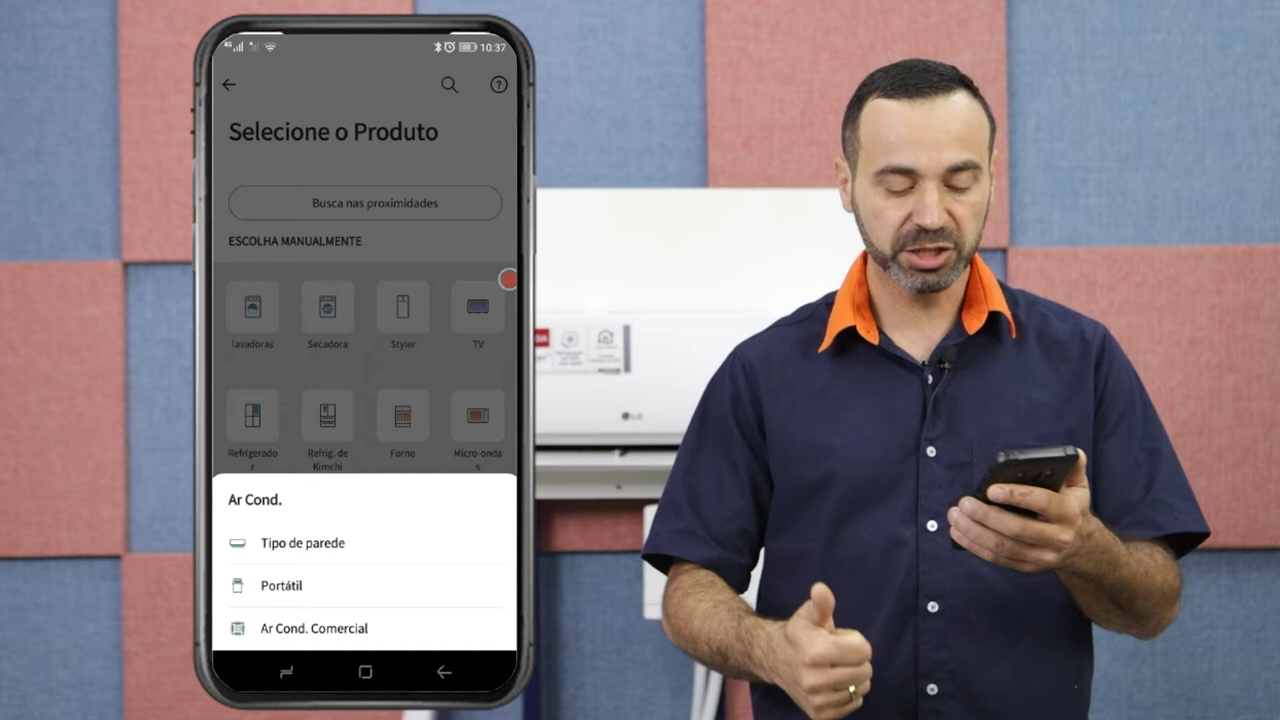 4G
10:37
Selecione o Produto
Busca nas proximidades
ESCOLHA MANUALMENTE
lavadoras
Secadora
Styler
TV
Refrigerado
r
Refrig. de
Kimchi
Forno
Micro-onda
s
Ar Cond.
Tipo de parede
Portátil
Ar Cond. Comercial
LG